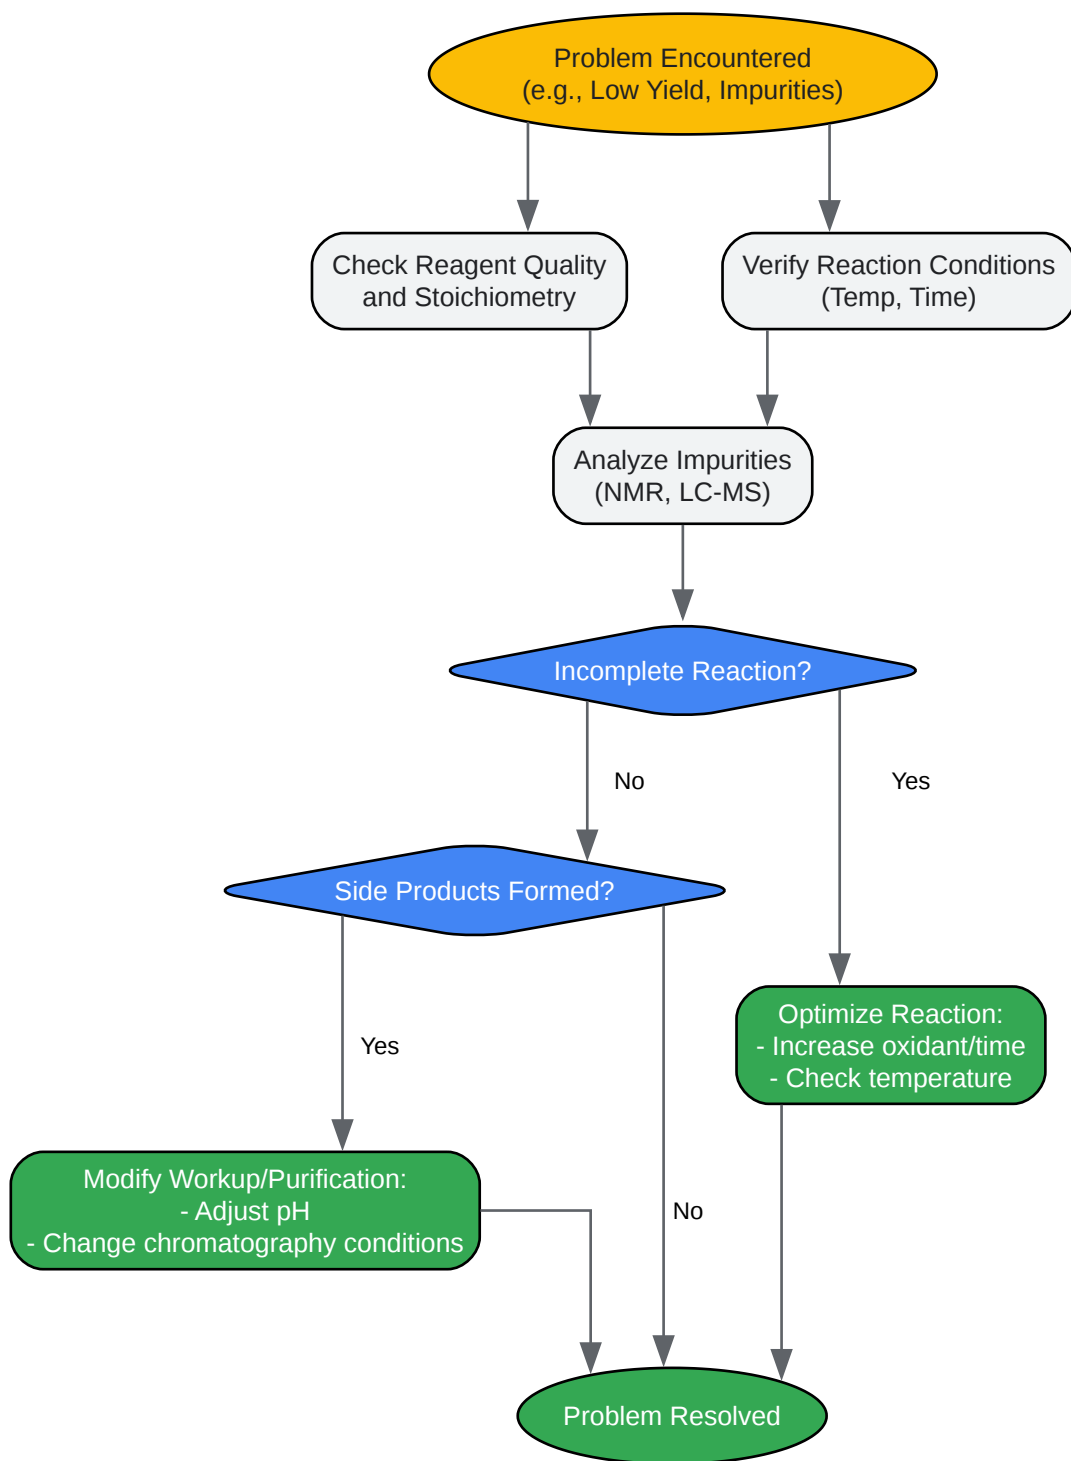 Problem Encountered
(e.g., Low Yield, Impurities)
Check Reagent Quality
and Stoichiometry
Verify Reaction Conditions
(Temp, Time)
Analyze Impurities
(NMR, LC-MS)
Incomplete Reaction?
No
Yes
Side Products Formed?
Optimize Reaction:
- Increase oxidant/time
- Check temperature
Yes
Modify Workup/Purification:
- Adjust pH
- Change chromatography conditions
No
Problem Resolved